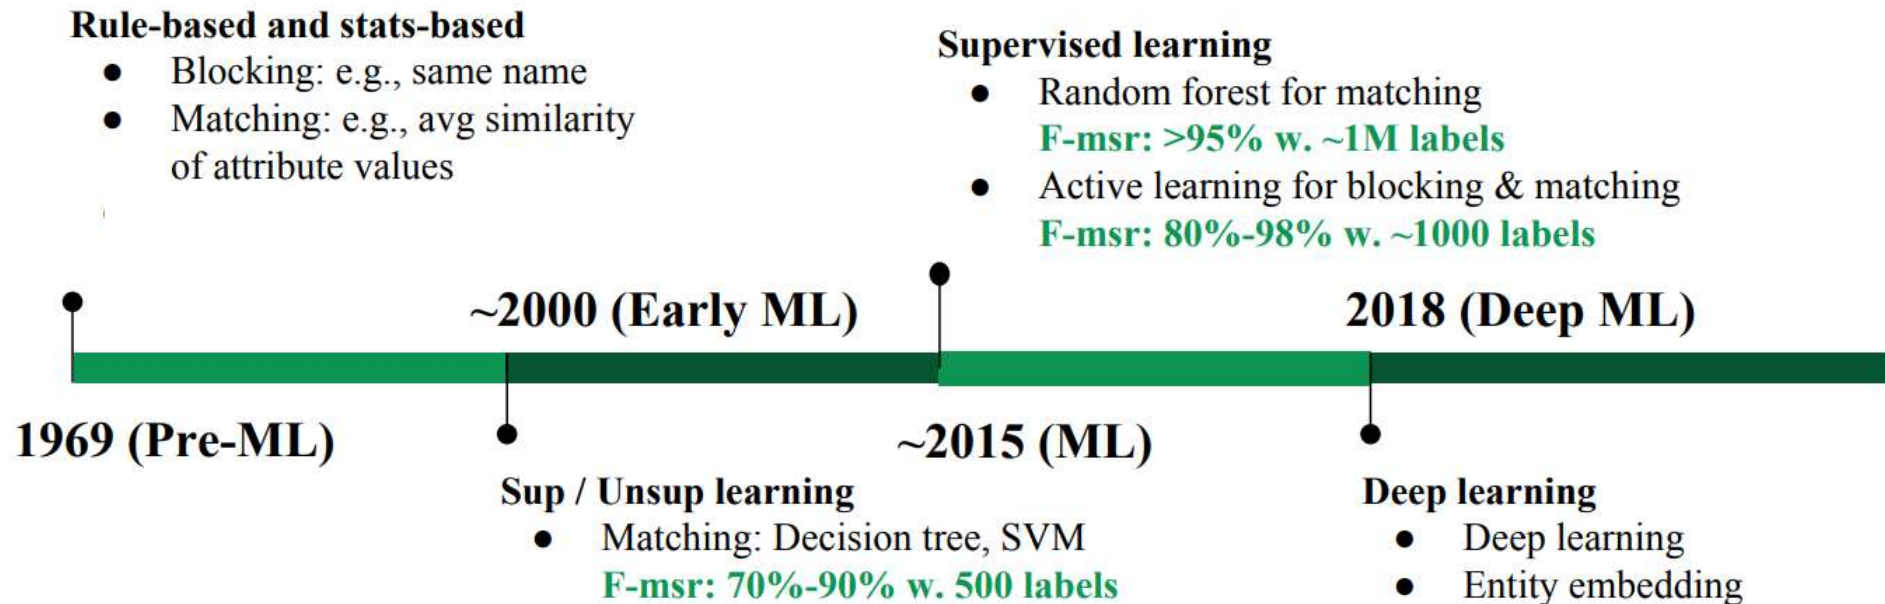 Rule-based and stats-based
● Blocking: e.g., same name
● Matching: e.g., avg similarity
of attribute values
Supervised learning
● Random forest for matching
F-msr: >95% w. ~1M labels
● Active learning for blocking & matching
F-msr: 80%-98% w. ~1000 labels
~2000 (Early ML)
2018 (Deep ML)
1969 (Pre-ML)
~2015 (ML)
Sup / Unsup learning
● Matching: Decision tree, SVM
F-msr: 70%-90% w. 500 labels
Deep learning
● Deep learning
● Entity embedding